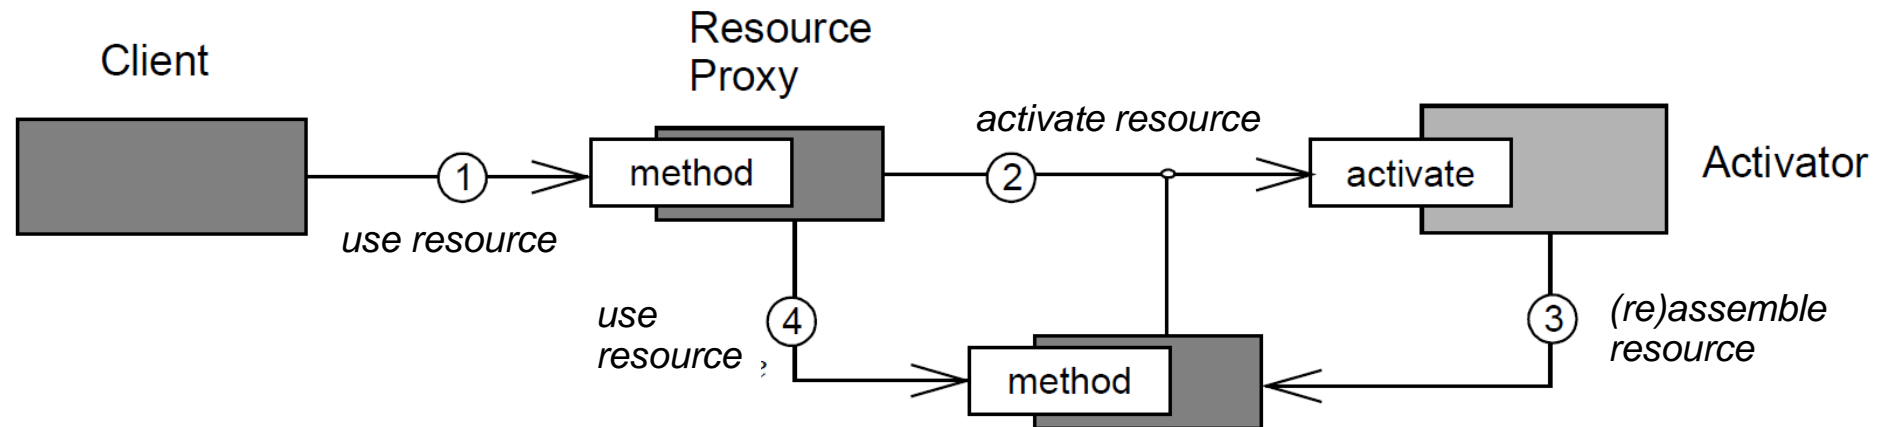 Client
Resource
Proxy
activate resource
Activator
1
method
2
activate
use resource
use
resource
4
3
(re)assemble
resource
method